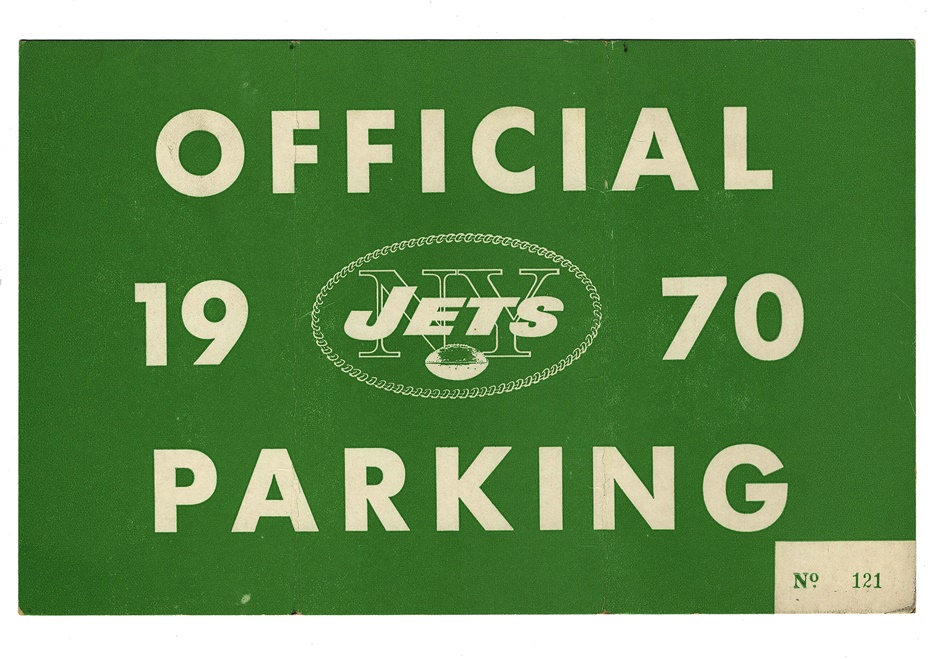 OFFICIAL
19 NY JETS 70
PARKING
Nº 121